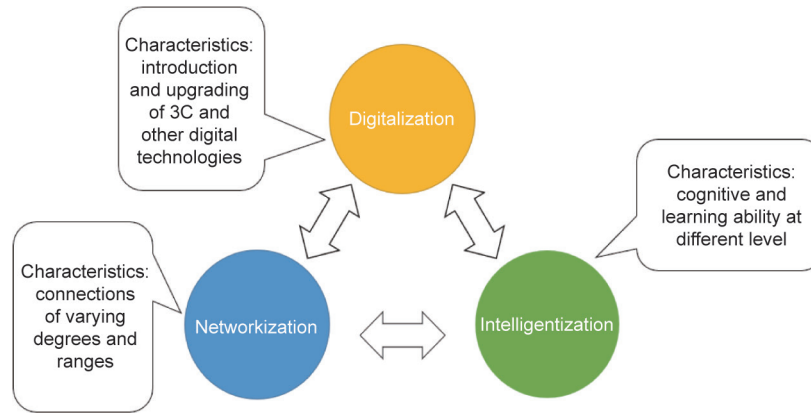 Characteristics:
introduction
and upgrading
of 3C and
other digital
technologies
Digitalization
Characteristics:
cognitive and
learning ability at
different level
Characteristics:
connections
of varying
degrees and
ranges
Networkization
Intelligentization